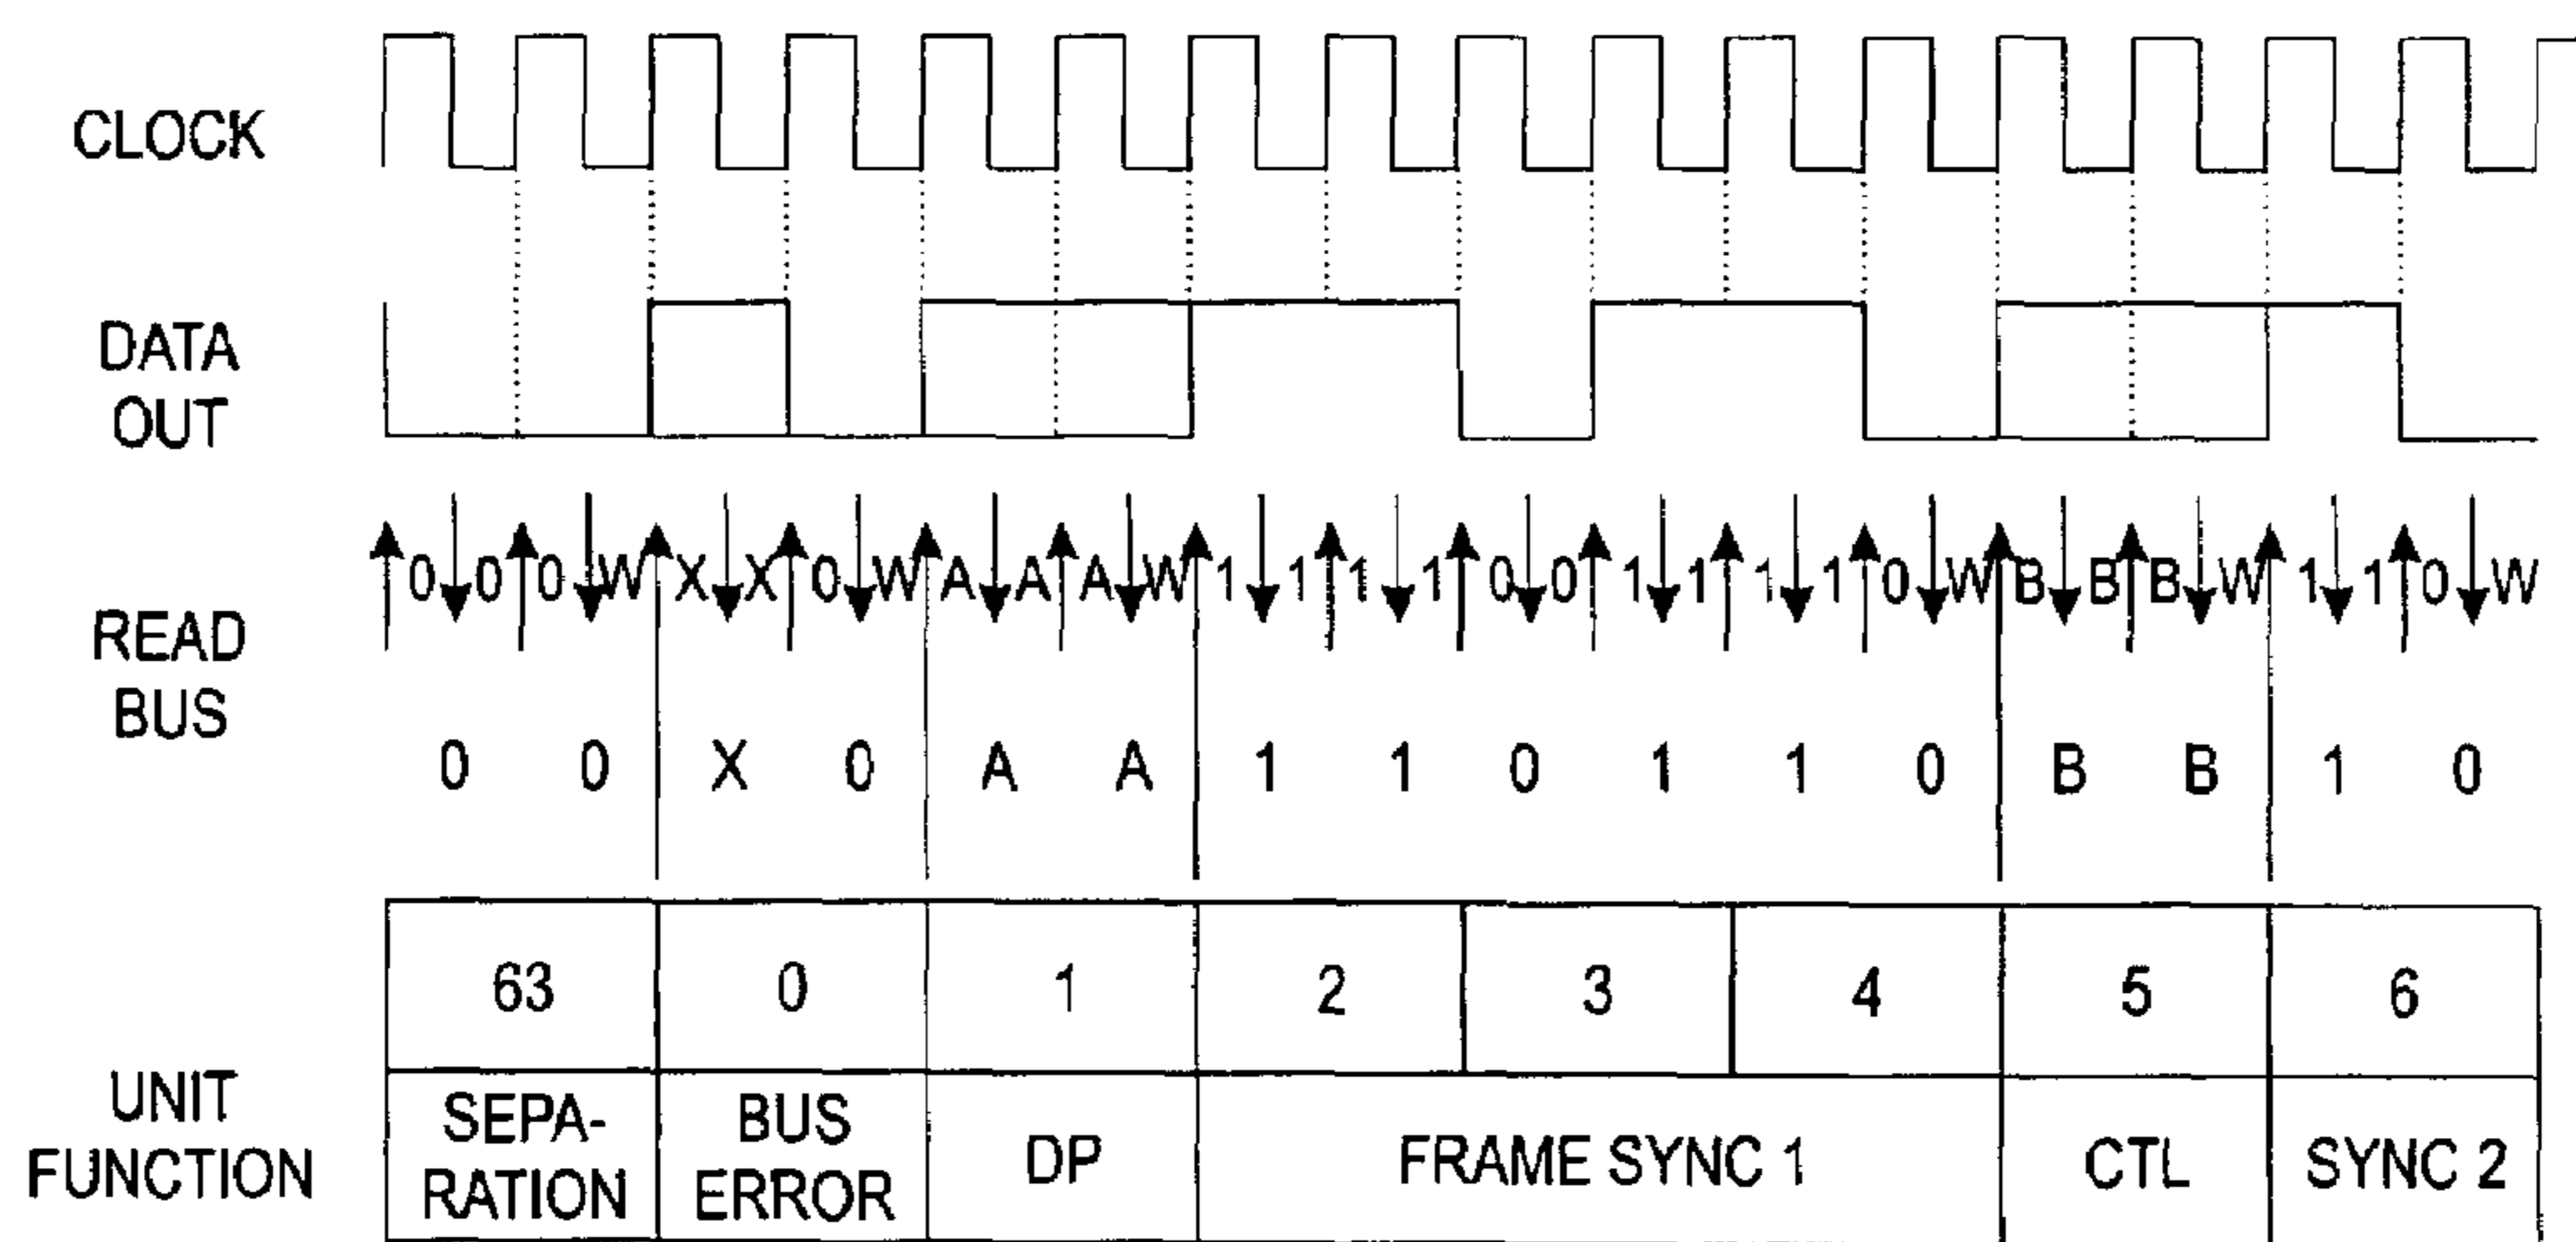 CLOCK
DATA
OUT
READ
BUS
0 0 0 W X X 0 W A A A W 1 1 1 1 0 0 1 1 1 1 0 W B B B W 1 1 0 W
0 0 X 0 A A 1 1 0 1 1 0 B B 1 0
63 0 1 2 3 4 5 6
UNIT
FUNCTION
SEPA-
RATION
BUS
ERROR
DP
FRAME SYNC 1
CTL
SYNC 2